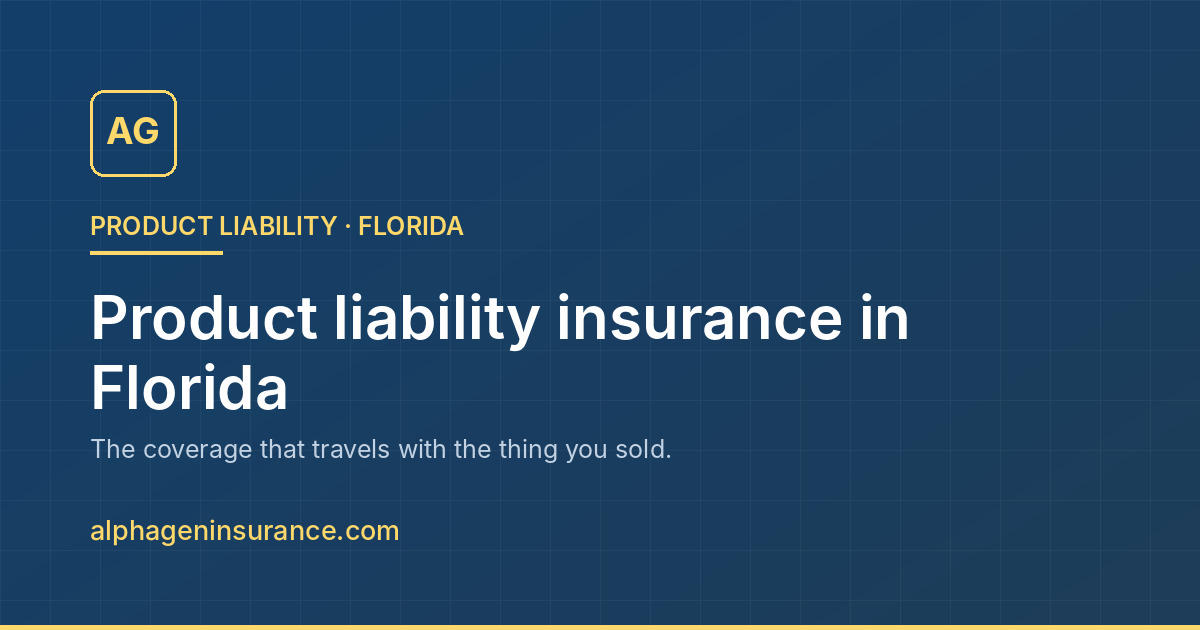 AG
PRODUCT LIABILITY · FLORIDA
Product liability insurance in
Florida
The coverage that travels with the thing you sold.
alphageninsurance.com